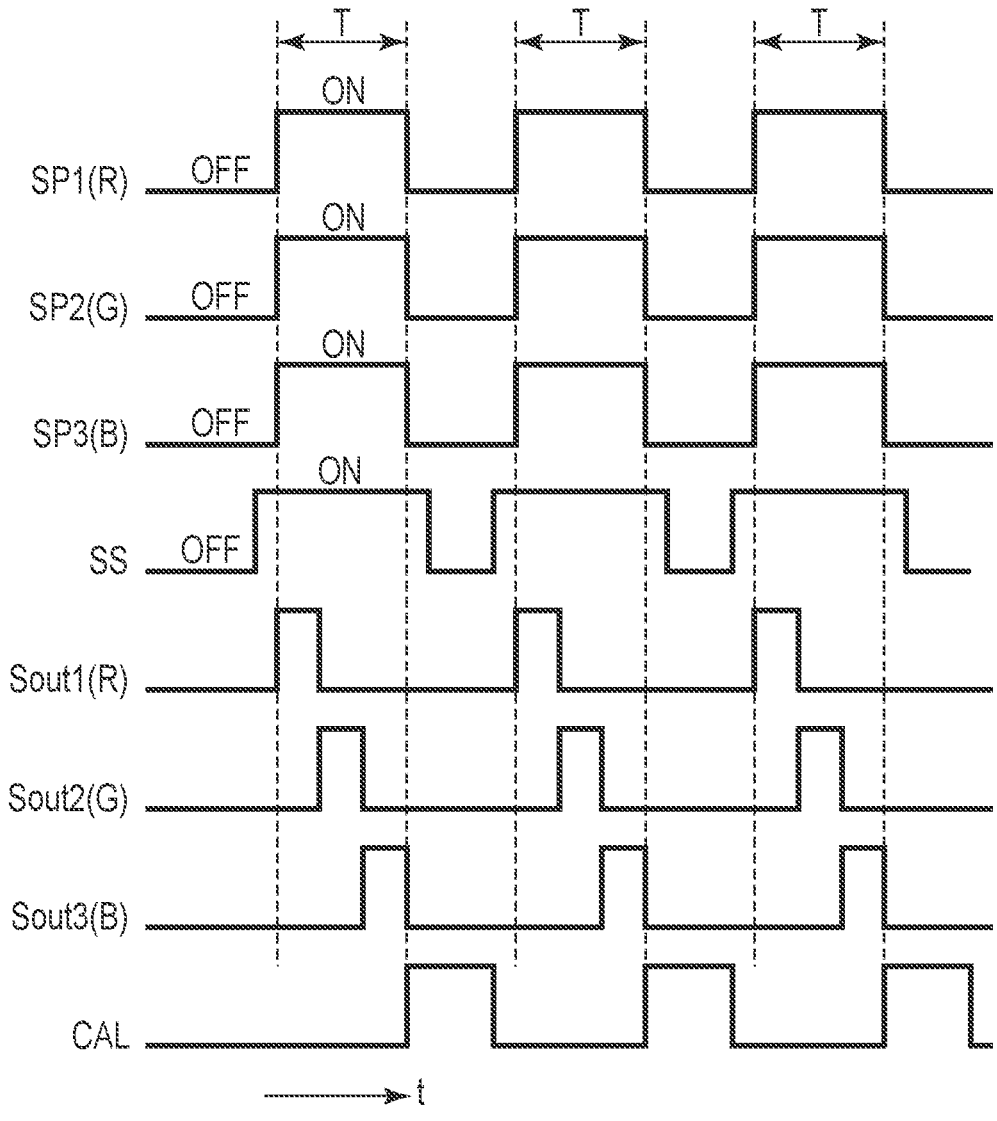 T T T
ON
SP1(R) OFF
ON
SP2(G) OFF
ON
SP3(B) OFF
ON
SS OFF
Sout1(R)
Sout2(G)
Sout3(B)
CAL
t